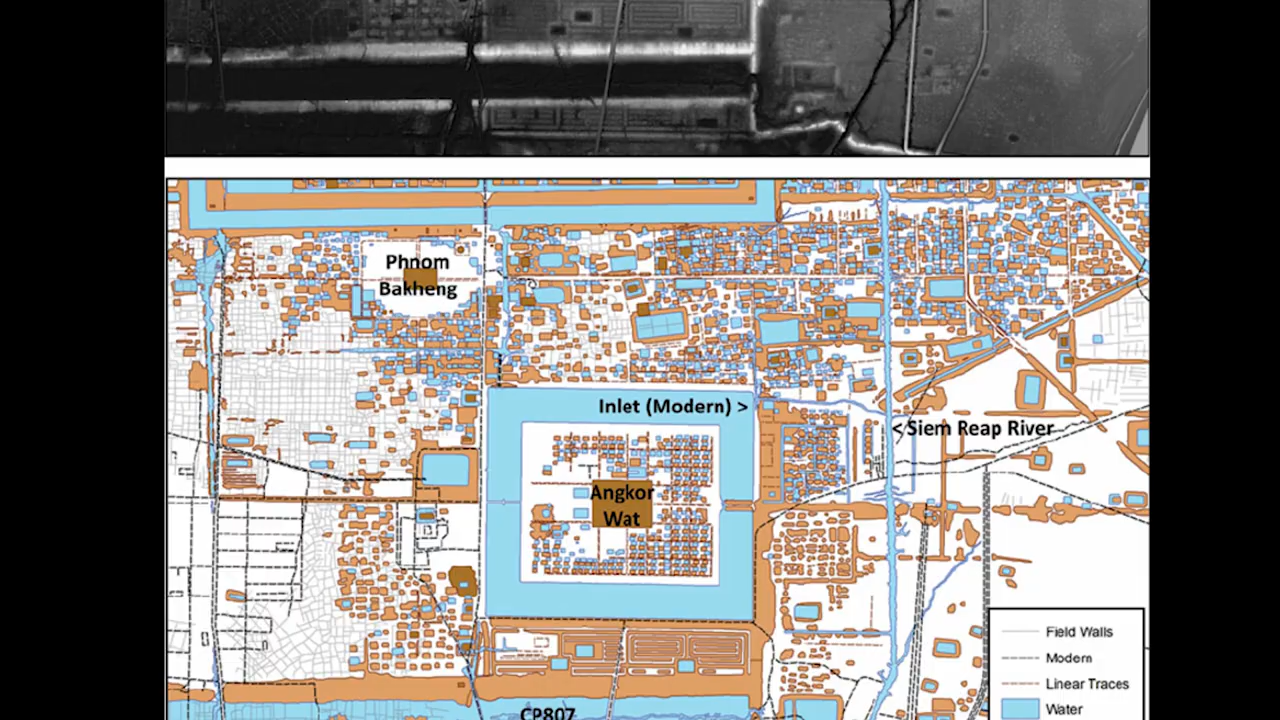 Phnom
Bakheng
Inlet (Modern) >
< Siem Reap River
Angkor
Wat
Field Walls
Modern
Linear Traces
Water
CP807